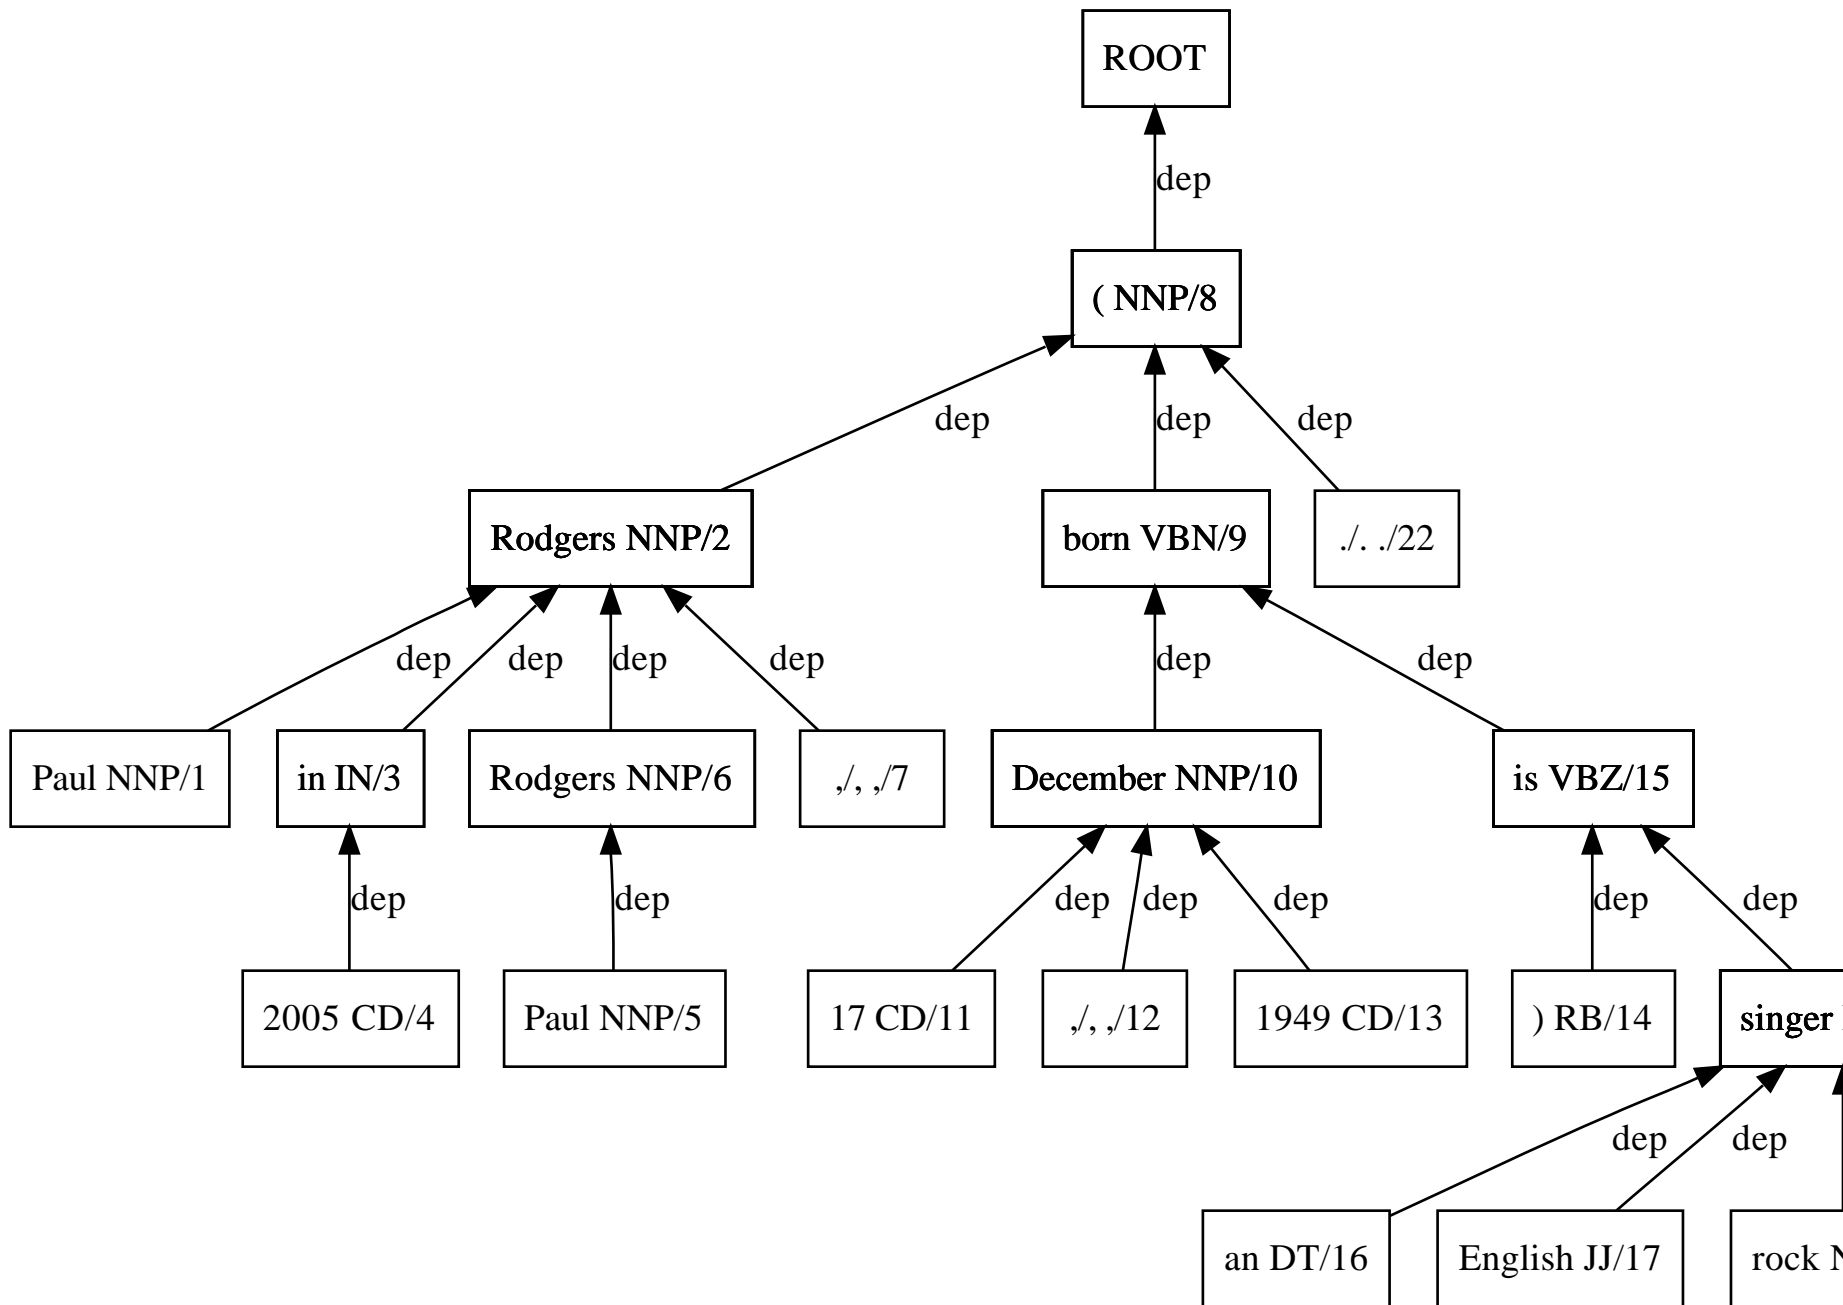 ROOT
dep
( NNP/8
dep dep dep
Rodgers NNP/2 born VBN/9 ./. ./22
dep dep dep dep dep dep
Paul NNP/1 in IN/3 Rodgers NNP/6 ,/, ,/7 December NNP/10 is VBZ/15
dep dep dep dep dep dep dep
2005 CD/4 Paul NNP/5 17 CD/11 ,/, ,/12 1949 CD/13 ) RB/14 singer
dep dep
an DT/16 English JJ/17 rock N